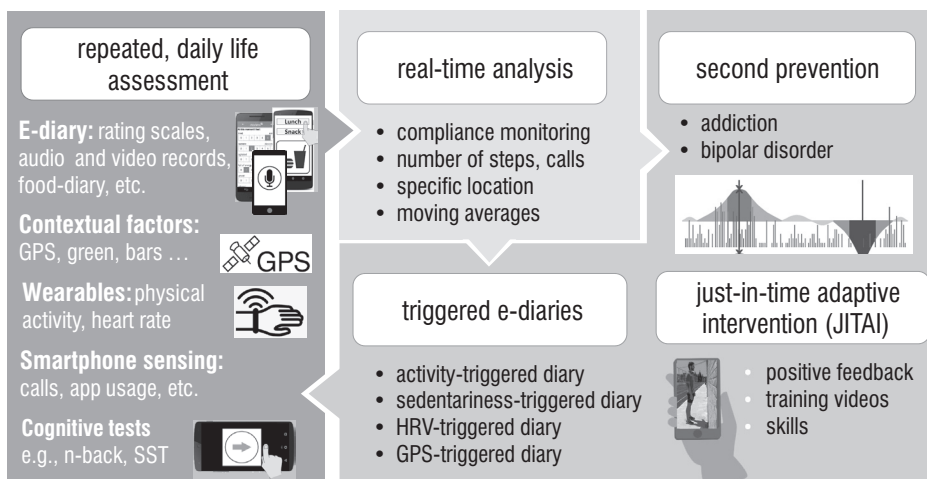 repeated, daily life
assessment
E-diary: rating scales,
audio and video records,
food-diary, etc.
Lunch
Snack
Contextual factors:
GPS, green, bars ...
GPS
Wearables: physical
activity, heart rate
Smartphone sensing:
calls, app usage, etc.
Cognitive tests
e.g., n-back, SST
real-time analysis
• compliance monitoring
• number of steps, calls
• specific location
• moving averages
triggered e-diaries
• activity-triggered diary
• sedentariness-triggered diary
• HRV-triggered diary
• GPS-triggered diary
second prevention
• addiction
• bipolar disorder
just-in-time adaptive
intervention (JITAI)
• positive feedback
• training videos
• skills